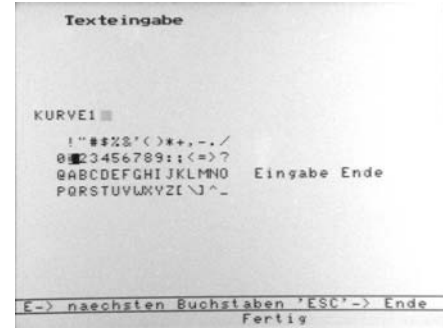 Texteingabe
KURVE1
!"#$%&'()*+,-./
0123456789:;<=>?
@ABCDEFGHIJKLMNO Eingabe Ende
PQRSTUVWXYZ[\]^_
E-> naechsten Buchstaben 'ESC'-> Ende
Fertig